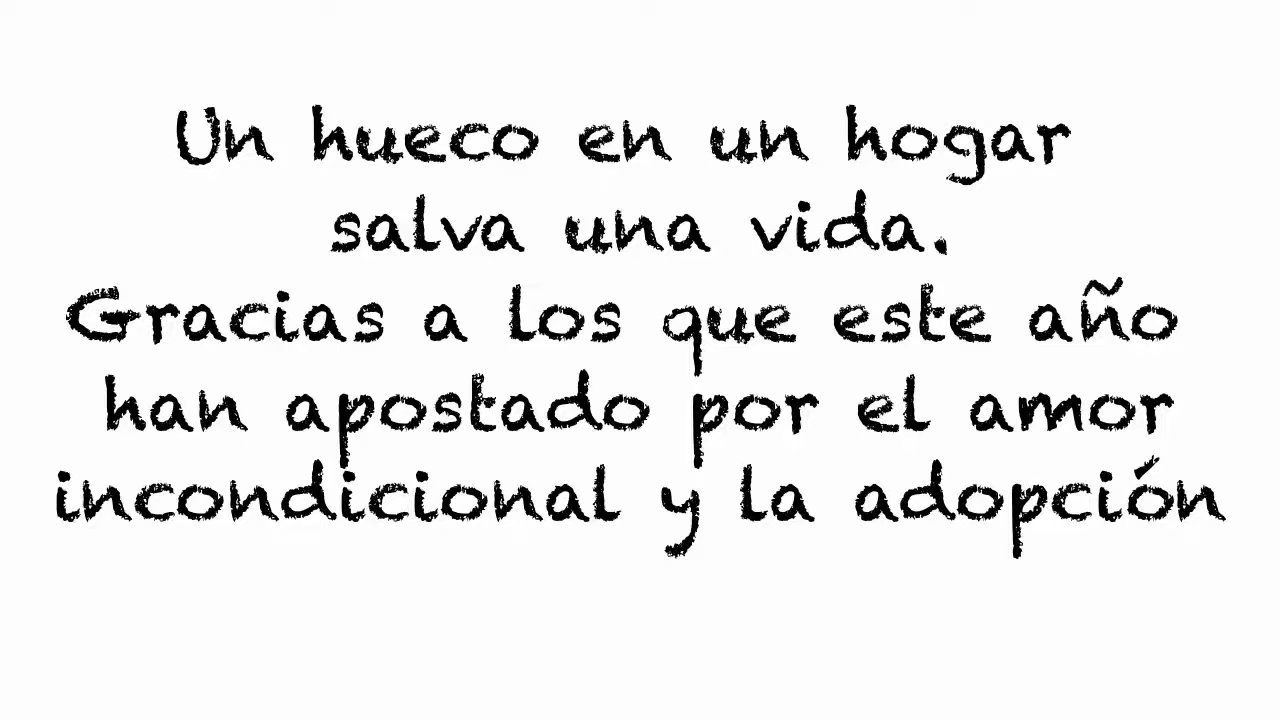 Un hueco en un hogar
salva una vida.
Gracias a los que este año
han apostado por el amor
incondicional y la adopción